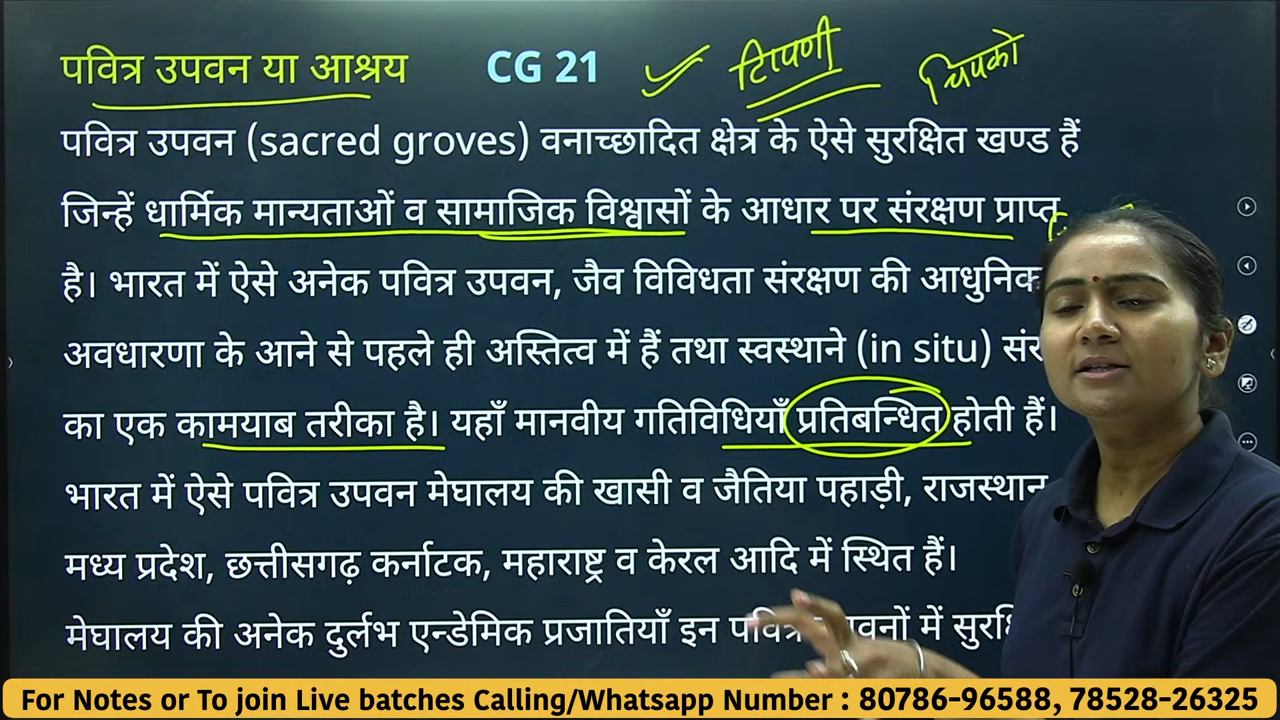 पवित्र उपवन या आश्रय CG 21 टिप्पणी चिपको
पवित्र उपवन (sacred groves) वनाच्छादित क्षेत्र के ऐसे सुरक्षित खण्ड हैं
जिन्हें धार्मिक मान्यताओं व सामाजिक विश्वासों के आधार पर संरक्षण प्राप्त
है। भारत में ऐसे अनेक पवित्र उपवन, जैव विविधता संरक्षण की आधुनिक
अवधारणा के आने से पहले ही अस्तित्व में हैं तथा स्वस्थाने (in situ)
का एक कामयाब तरीका है। यहाँ मानवीय गतिविधियाँ प्रतिबन्धित होती हैं।
भारत में ऐसे पवित्र उपवन मेघालय की खासी व जैतिया पहाड़ी, राजस्थान
मध्य प्रदेश, छत्तीसगढ़ कर्नाटक, महाराष्ट्र व केरल आदि में स्थित हैं।
मेघालय की अनेक दुर्लभ एन्डेमिक प्रजातियाँ इन पवित्र उपवनों में
For Notes or To join Live batches Calling/Whatsapp Number : 80786-96588, 78528-26325